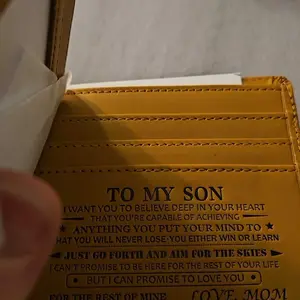 TO MY SON
I WANT YOU TO BELIEVE DEEP IN YOUR HEART
THAT YOU'RE CAPABLE OF ACHIEVING
ANYTHING YOU PUT YOUR MIND TO
THAT YOU WILL NEVER LOSE-YOU EITHER WIN OR LEARN
JUST GO FORTH AND AIM FOR THE SKIES
I CAN'T PROMISE TO BE HERE FOR THE REST OF YOUR LIFE
BUT I CAN PROMISE TO LOVE YOU
FOR THE REST OF MINE LOVE, MOM